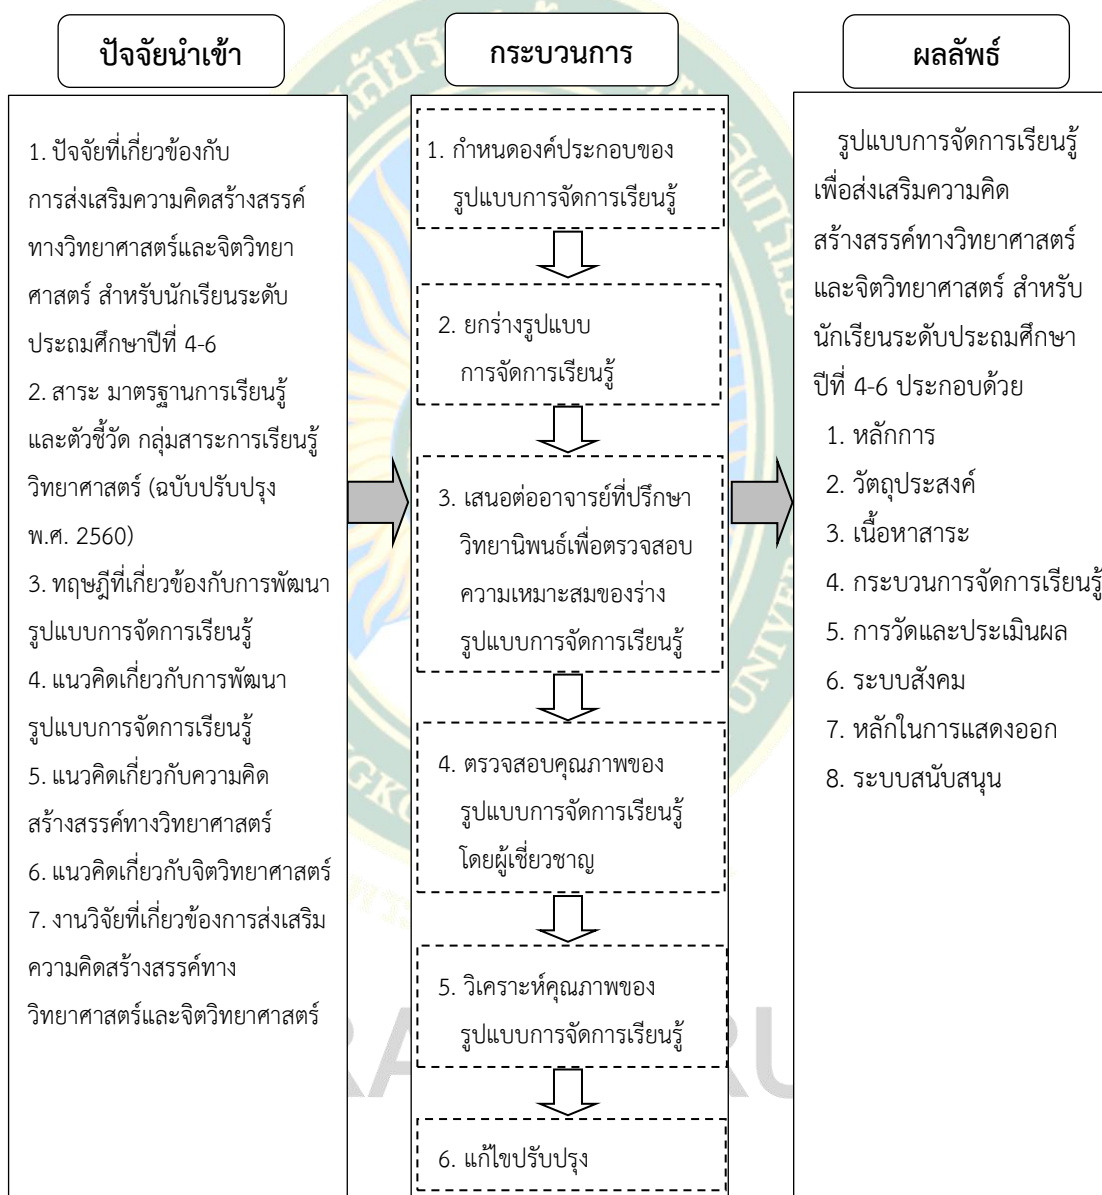 ปัจจัยนำเข้า
1. ปัจจัยที่เกี่ยวข้องกับ
การส่งเสริมความคิดสร้างสรรค์
ทางวิทยาศาสตร์และจิตวิทยา
ศาสตร์ สำหรับนักเรียนระดับ
ประถมศึกษาปีที่ 4-6
2. สาระ มาตรฐานการเรียนรู้
และตัวชี้วัด กลุ่มสาระการเรียนรู้
วิทยาศาสตร์ (ฉบับปรับปรุง
พ.ศ. 2560)
3. ทฤษฎีที่เกี่ยวข้องกับการพัฒนา
รูปแบบการจัดการเรียนรู้
4. แนวคิดเกี่ยวกับการพัฒนา
รูปแบบการจัดการเรียนรู้
5. แนวคิดเกี่ยวกับความคิด
สร้างสรรค์ทางวิทยาศาสตร์
6. แนวคิดเกี่ยวกับจิตวิทยาศาสตร์
7. งานวิจัยที่เกี่ยวข้องการส่งเสริม
ความคิดสร้างสรรค์ทาง
วิทยาศาสตร์และจิตวิทยาศาสตร์
กระบวนการ
1. กำหนดองค์ประกอบของ
รูปแบบการจัดการเรียนรู้
2. ยกร่างรูปแบบ
การจัดการเรียนรู้
3. เสนอต่ออาจารย์ที่ปรึกษา
วิทยานิพนธ์เพื่อตรวจสอบ
ความเหมาะสมของร่าง
รูปแบบการจัดการเรียนรู้
4. ตรวจสอบคุณภาพของ
รูปแบบการจัดการเรียนรู้
โดยผู้เชี่ยวชาญ
5. วิเคราะห์คุณภาพของ
รูปแบบการจัดการเรียนรู้
6. แก้ไขปรับปรุง
ผลลัพธ์
รูปแบบการจัดการเรียนรู้
เพื่อส่งเสริมความคิด
สร้างสรรค์ทางวิทยาศาสตร์
และจิตวิทยาศาสตร์ สำหรับ
นักเรียนระดับประถมศึกษา
ปีที่ 4-6 ประกอบด้วย
1. หลักการ
2. วัตถุประสงค์
3. เนื้อหาสาระ
4. กระบวนการจัดการเรียนรู้
5. การวัดและประเมินผล
6. ระบบสังคม
7. หลักในการแสดงออก
8. ระบบสนับสนุน